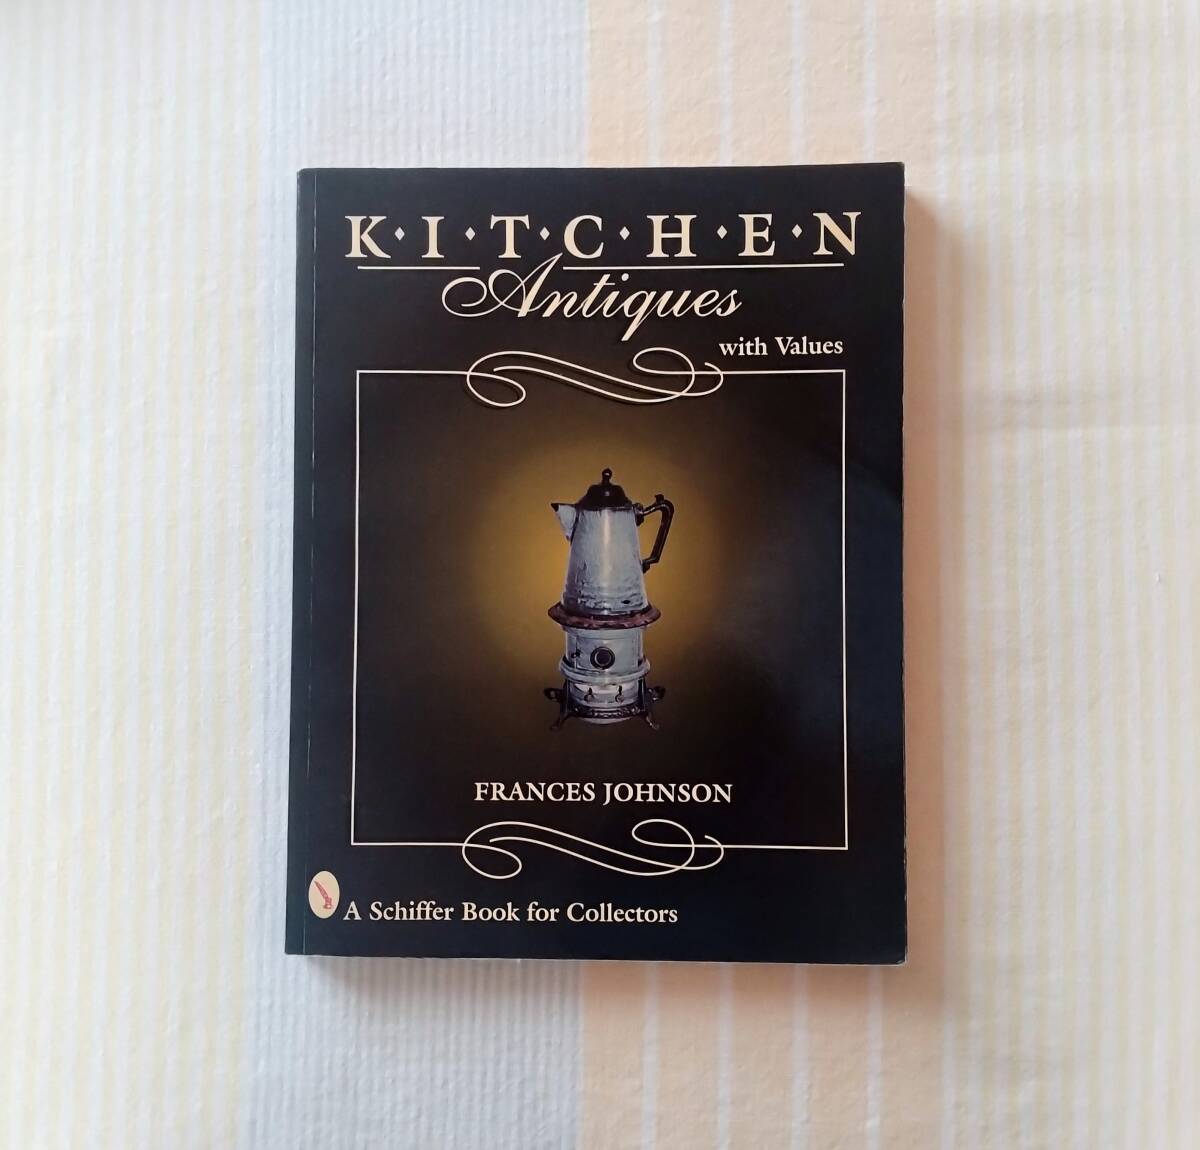 K·I·T·C·H·E·N
Antiques
with Values
FRANCES JOHNSON
A Schiffer Book for Collectors